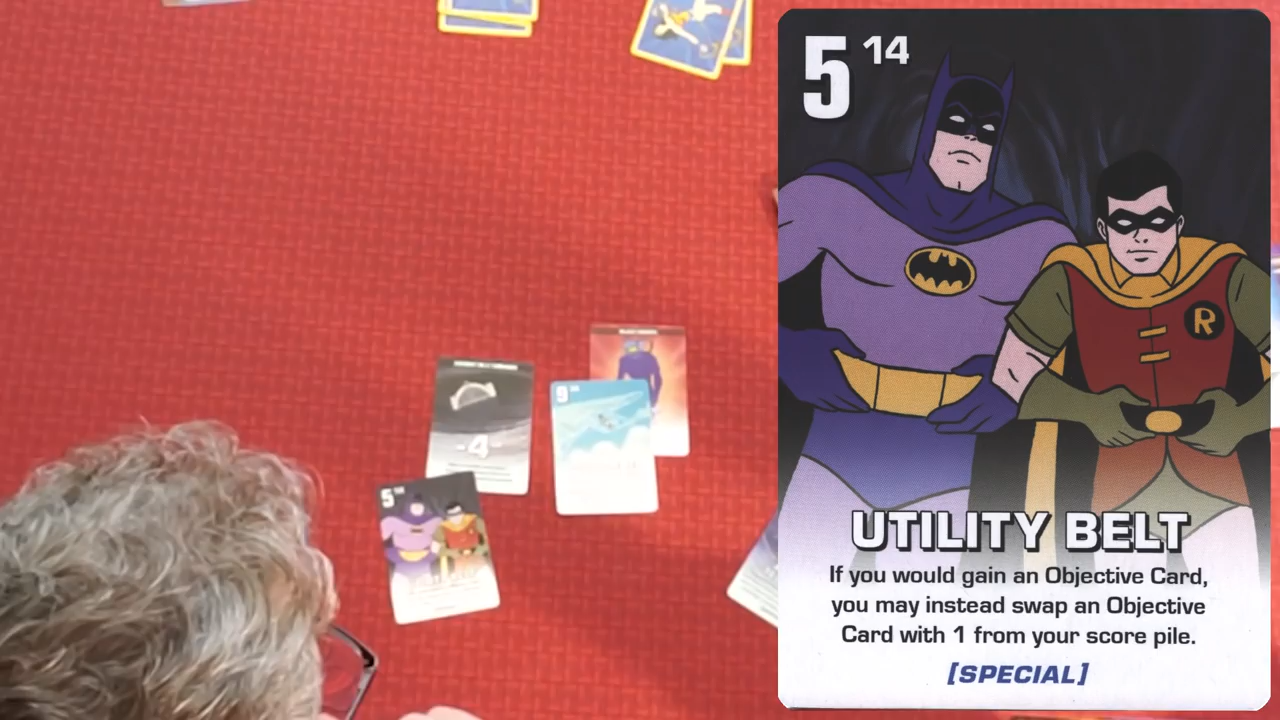 5 14
R
UTILITY BELT
If you would gain an Objective Card,
you may instead swap an Objective
Card with 1 from your score pile.
[SPECIAL]
-4
9
5 14